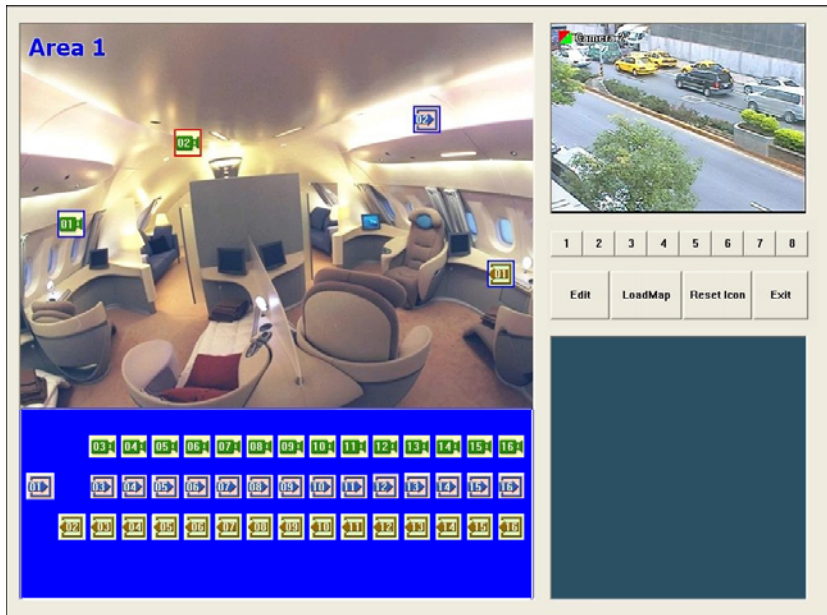 Area 1
Camera 2
02
02
01
01
1 2 3 4 5 6 7 8
Edit LoadMap Reset Icon Exit
03 04 05 06 07 08 09 10 11 12 13 14 15 16
01 03 04 05 06 07 08 09 10 11 12 13 14 15 16
02 03 04 05 06 07 08 09 10 11 12 13 14 15 16